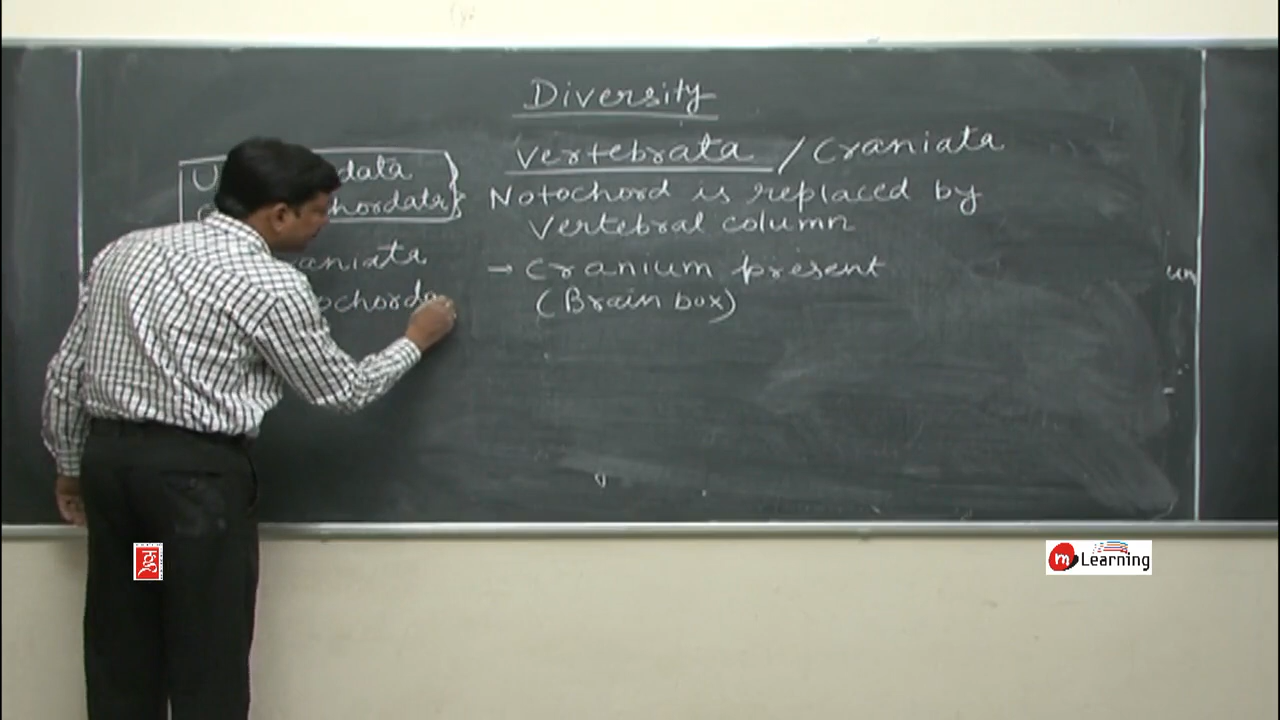 Diversity
Vertebrata / Craniata
Notochord is replaced by
Vertebral column
→ Cranium present
(Brain box)
m Learning